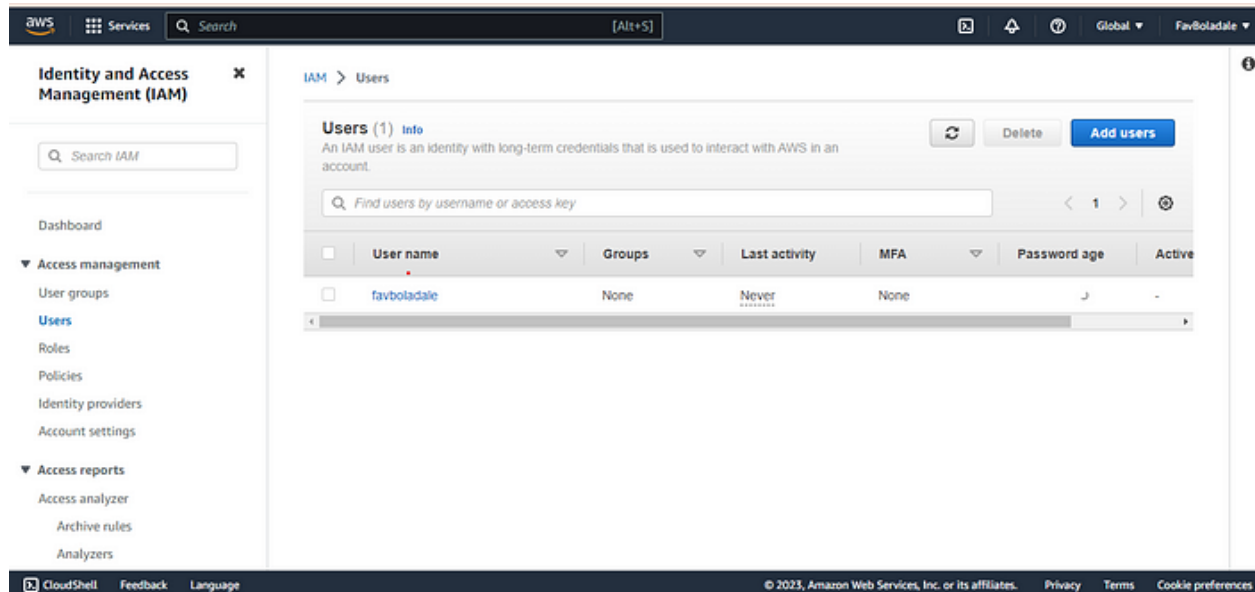 aws Services Search [Alt+S] Global FavBoladale
Identity and Access
Management (IAM)
Search IAM
Dashboard
Access management
User groups
Users
Roles
Policies
Identity providers
Account settings
Access reports
Access analyzer
Archive rules
Analyzers
IAM > Users
Users (1) Info
An IAM user is an identity with long-term credentials that is used to interact with AWS in an
account.
Delete
Add users
Find users by username or access key
< 1 >
User name Groups Last activity MFA Password age Active
favboladale None Never None -
CloudShell Feedback Language © 2023, Amazon Web Services, Inc. or its affiliates. Privacy Terms Cookie preferences